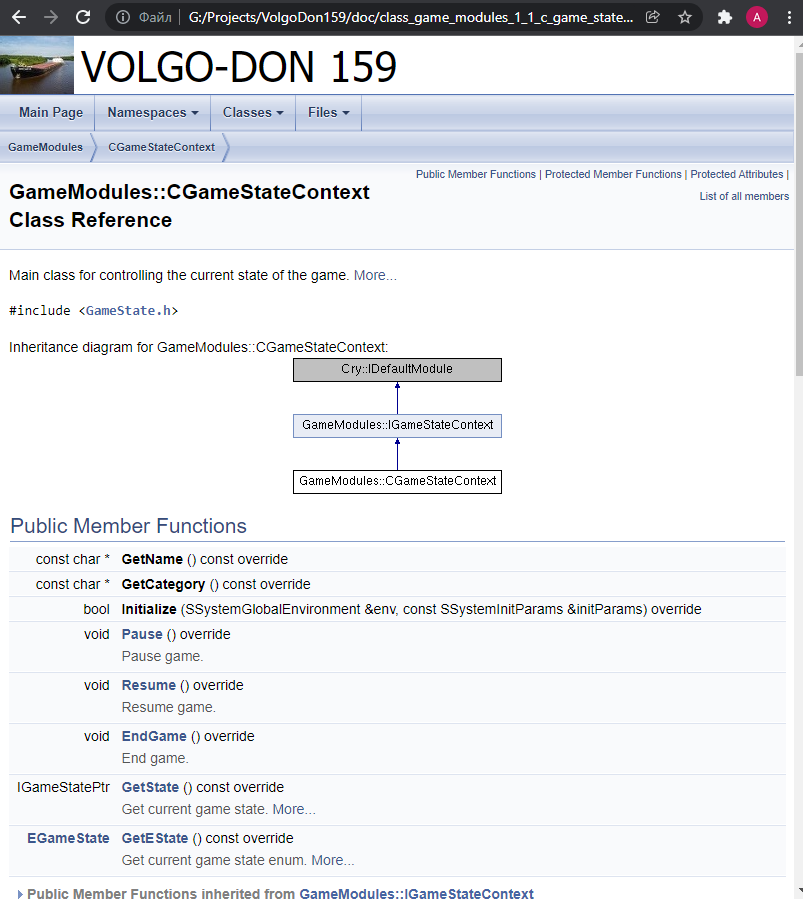 Файл
G:/Projects/VolgoDon159/doc/class_game_modules_1_1_c_game_state...
A
VOLGO-DON 159
Main Page Namespaces Classes Files
GameModules CGameStateContext
Public Member Functions | Protected Member Functions | Protected Attributes |
List of all members
GameModules::CGameStateContext
Class Reference
Main class for controlling the current state of the game. More...
#include <GameState.h>
Inheritance diagram for GameModules::CGameStateContext:
Cry::IDefaultModule
GameModules::IGameStateContext
GameModules::CGameStateContext
Public Member Functions
const char * GetName () const override
const char * GetCategory () const override
bool Initialize (SSystemGlobalEnvironment &env, const SSystemInitParams &initParams) override
void Pause () override
Pause game.
void Resume () override
Resume game.
void EndGame () override
End game.
IGameStatePtr GetState () const override
Get current game state. More...
EGameState GetEState () const override
Get current game state enum. More...
Public Member Functions inherited from GameModules::IGameStateContext